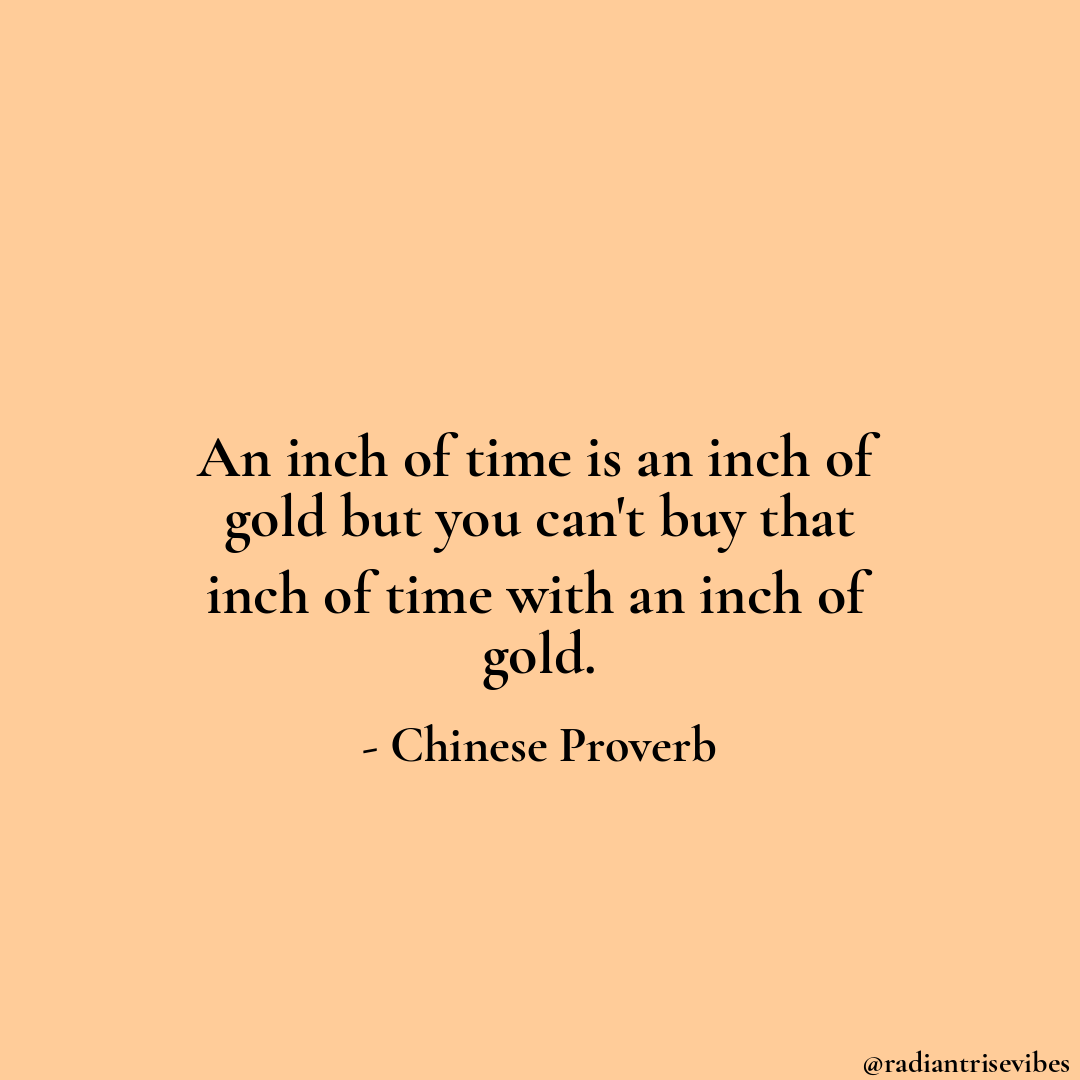 An inch of time is an inch of
gold but you can't buy that
inch of time with an inch of
gold.
- Chinese Proverb
@radiantrisevibes